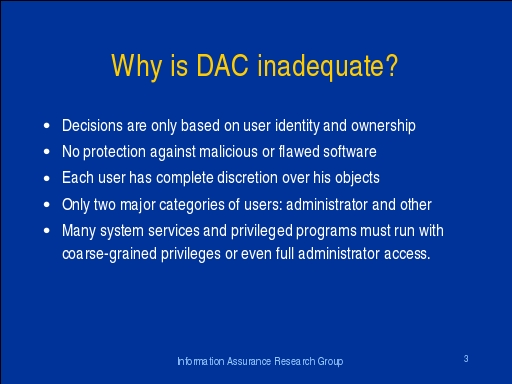 Why is DAC inadequate?
• Decisions are only based on user identity and ownership
• No protection against malicious or flawed software
• Each user has complete discretion over his objects
• Only two major categories of users: administrator and other
• Many system services and privileged programs must run with
coarse-grained privileges or even full administrator access.
Information Assurance Research Group
3